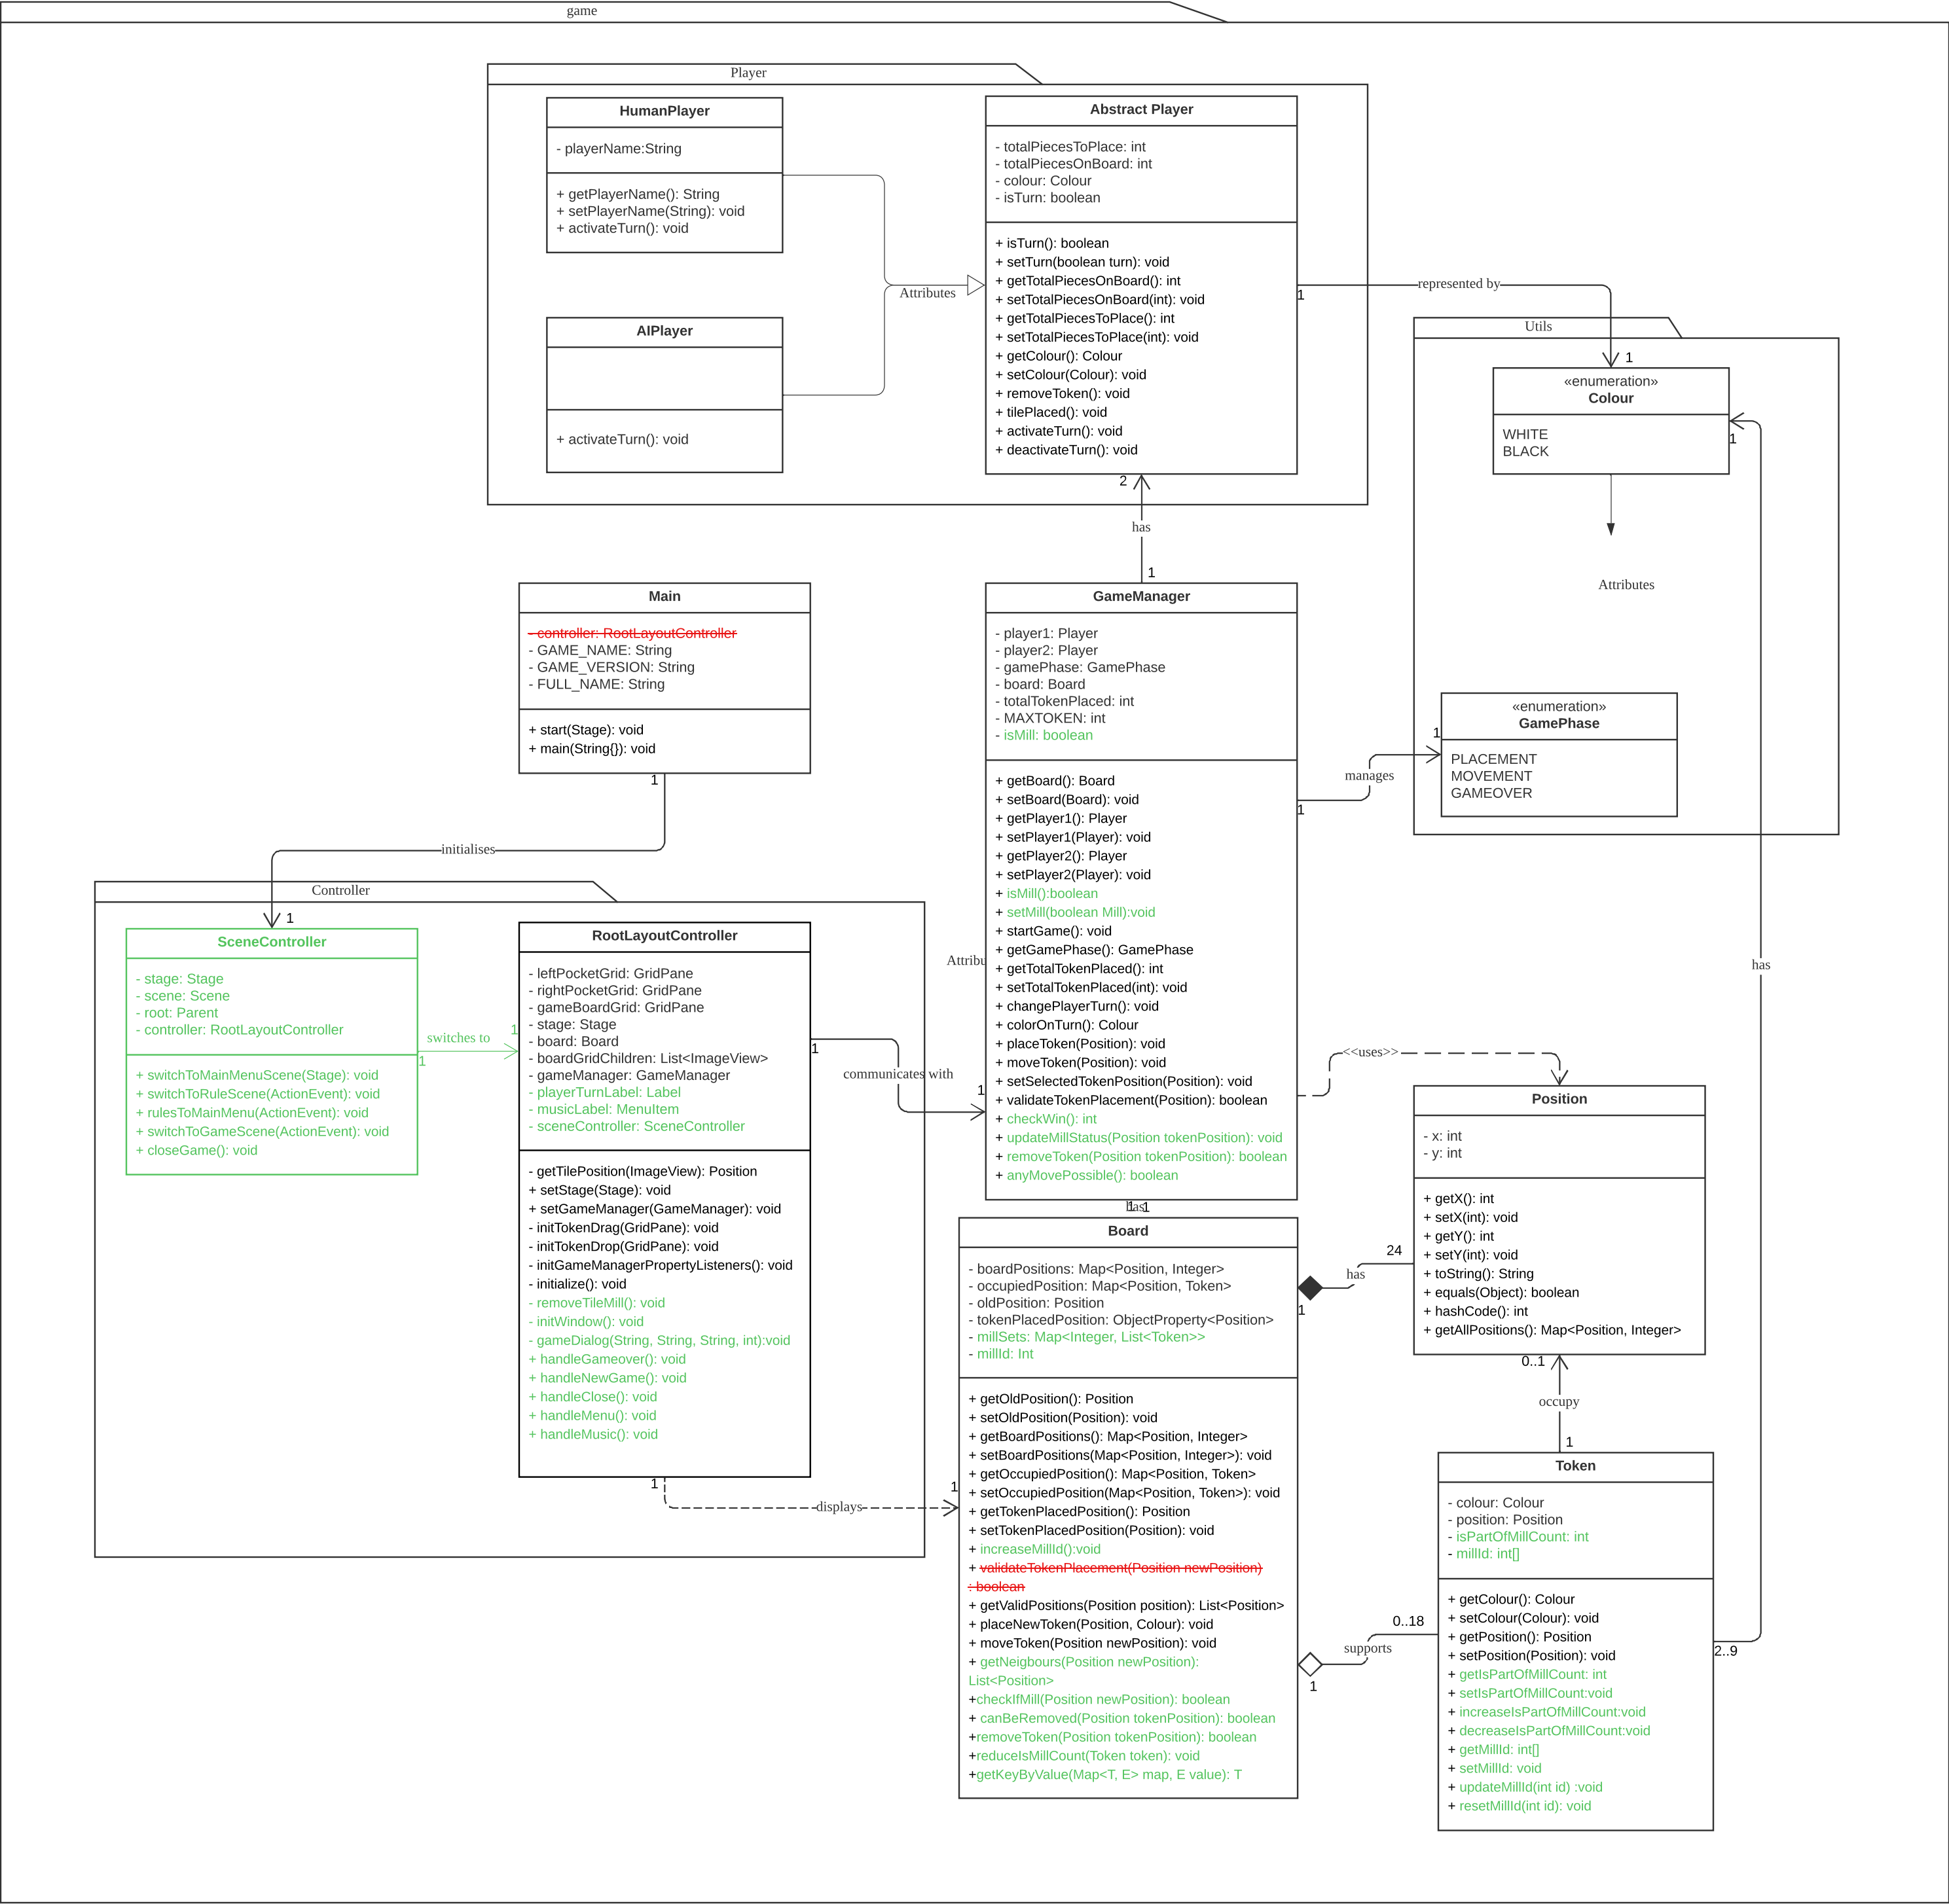 game
Player
HumanPlayer
- playerName:String
+ getPlayerName(): String
+ setPlayerName(String): void
+ activateTurn(): void
AIPlayer
+ activateTurn(): void
Attributes
Abstract Player
- totalPiecesToPlace: int
- totalPiecesOnBoard: int
- colour: Colour
- isTurn: boolean
+ isTurn(): boolean
+ setTurn(boolean turn): void
+ getTotalPiecesOnBoard(): int
+ setTotalPiecesOnBoard(int): void
+ getTotalPiecesToPlace(): int
+ setTotalPiecesToPlace(int): void
+ getColour(): Colour
+ setColour(Colour): void
+ removeToken(): void
+ tilePlaced(): void
+ activateTurn(): void
+ deactivateTurn(): void
1
represented by
1
Utils
«enumeration»
Colour
WHITE
BLACK
1
Attributes
«enumeration»
GamePhase
PLACEMENT
MOVEMENT
GAMEOVER
2
has
1
Main
- controller: RootLayoutController
- GAME_NAME: String
- GAME_VERSION: String
- FULL_NAME: String
+ start(Stage): void
+ main(String{}): void
1
initialises
1
GameManager
- player1: Player
- player2: Player
- gamePhase: GamePhase
- board: Board
- totalTokenPlaced: int
- MAXTOKEN: int
- isMill: boolean
+ getBoard(): Board
+ setBoard(Board): void
+ getPlayer1(): Player
+ setPlayer1(Player): void
+ getPlayer2(): Player
+ setPlayer2(Player): void
+ isMill():boolean
+ setMill(boolean Mill):void
+ startGame(): void
+ getGamePhase(): GamePhase
+ getTotalTokenPlaced(): int
+ setTotalTokenPlaced(int): void
+ changePlayerTurn(): void
+ colorOnTurn(): Colour
+ placeToken(Position): void
+ moveToken(Position): void
+ setSelectedTokenPosition(Position): void
+ validateTokenPlacement(Position): boolean
+ checkWin(): int
+ updateMillStatus(Position tokenPosition): void
+ removeToken(Position tokenPosition): boolean
+ anyMovePossible(): boolean
1
manages
1
Attribu
Controller
SceneController
- stage: Stage
- scene: Scene
- root: Parent
- controller: RootLayoutController
+ switchToMainMenuScene(Stage): void
+ switchToRuleScene(ActionEvent): void
+ rulesToMainMenu(ActionEvent): void
+ switchToGameScene(ActionEvent): void
+ closeGame(): void
1
switches to
1
RootLayoutController
- leftPocketGrid: GridPane
- rightPocketGrid: GridPane
- gameBoardGrid: GridPane
- stage: Stage
- board: Board
- boardGridChildren: List<ImageView>
- gameManager: GameManager
- playerTurnLabel: Label
- musicLabel: MenuItem
- sceneController: SceneController
- getTilePosition(ImageView): Position
+ setStage(Stage): void
+ setGameManager(GameManager): void
- initTokenDrag(GridPane): void
- initTokenDrop(GridPane): void
- initGameManagerPropertyListeners(): void
- initialize(): void
- removeTileMill(): void
- initWindow(): void
- gameDialog(String, String, String, int):void
+ handleGameover(): void
+ handleNewGame(): void
+ handleClose(): void
+ handleMenu(): void
+ handleMusic(): void
1
communicates with
1
1
displays
1
<<uses>>
has
1 1
Board
- boardPositions: Map<Position, Integer>
- occupiedPosition: Map<Position, Token>
- oldPosition: Position
- tokenPlacedPosition: ObjectProperty<Position>
- millSets: Map<Integer, List<Token>>
- millId: Int
+ getOldPosition(): Position
+ setOldPosition(Position): void
+ getBoardPositions(): Map<Position, Integer>
+ setBoardPositions(Map<Position, Integer>): void
+ getOccupiedPosition(): Map<Position, Token>
+ setOccupiedPosition(Map<Position, Token>): void
+ getTokenPlacedPosition(): Position
+ setTokenPlacedPosition(Position): void
+ increaseMillId():void
+ validateTokenPlacement(Position newPosition)
: boolean
+ getValidPositions(Position position): List<Position>
+ placeNewToken(Position, Colour): void
+ moveToken(Position newPosition): void
+ getNeigbours(Position newPosition):
List<Position>
+checkIfMill(Position newPosition): boolean
+ canBeRemoved(Position tokenPosition): boolean
+removeToken(Position tokenPosition): boolean
+reduceIsMillCount(Token token): void
+getKeyByValue(Map<T, E> map, E value): T
1
has
24
Position
- x: int
- y: int
+ getX(): int
+ setX(int): void
+ getY(): int
+ setY(int): void
+ toString(): String
+ equals(Object): boolean
+ hashCode(): int
+ getAllPositions(): Map<Position, Integer>
0..1
occupy
1
1
supports
0..18
Token
- colour: Colour
- position: Position
- isPartOfMillCount: int
- millId: int[]
+ getColour(): Colour
+ setColour(Colour): void
+ getPosition(): Position
+ setPosition(Position): void
+ getIsPartOfMillCount: int
+ setIsPartOfMillCount:void
+ increaseIsPartOfMillCount:void
+ decreaseIsPartOfMillCount:void
+ getMillId: int[]
+ setMillId: void
+ updateMillId(int id) :void
+ resetMillId(int id): void
2..9
has